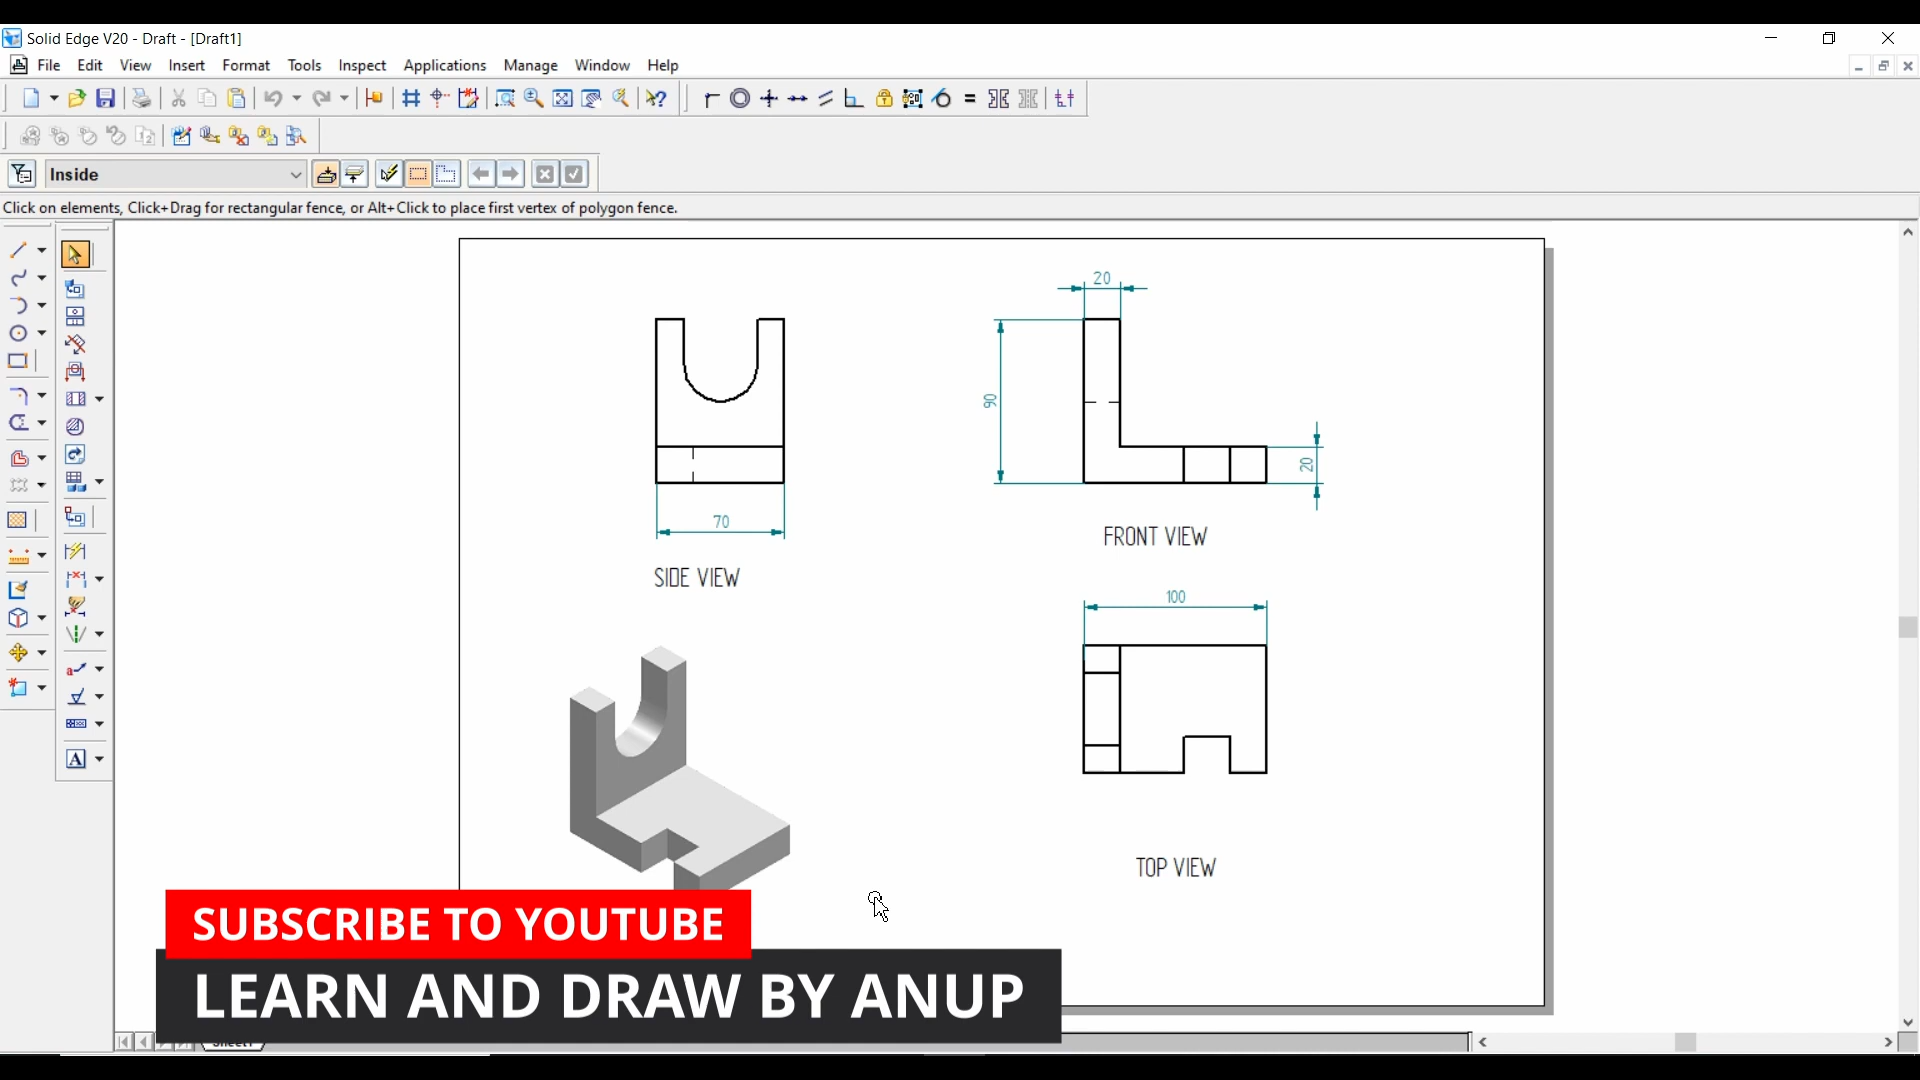 Solid Edge V20 - Draft - [Draft1]
File Edit View Insert Format Tools Inspect Applications Manage Window Help
Inside
Click on elements, Click+Drag for rectangular fence, or Alt+Click to place first vertex of polygon fence.
20
90
20
70
FRONT VIEW
SIDE VIEW
100
TOP VIEW
SUBSCRIBE TO YOUTUBE
LEARN AND DRAW BY ANUP
Sheet1